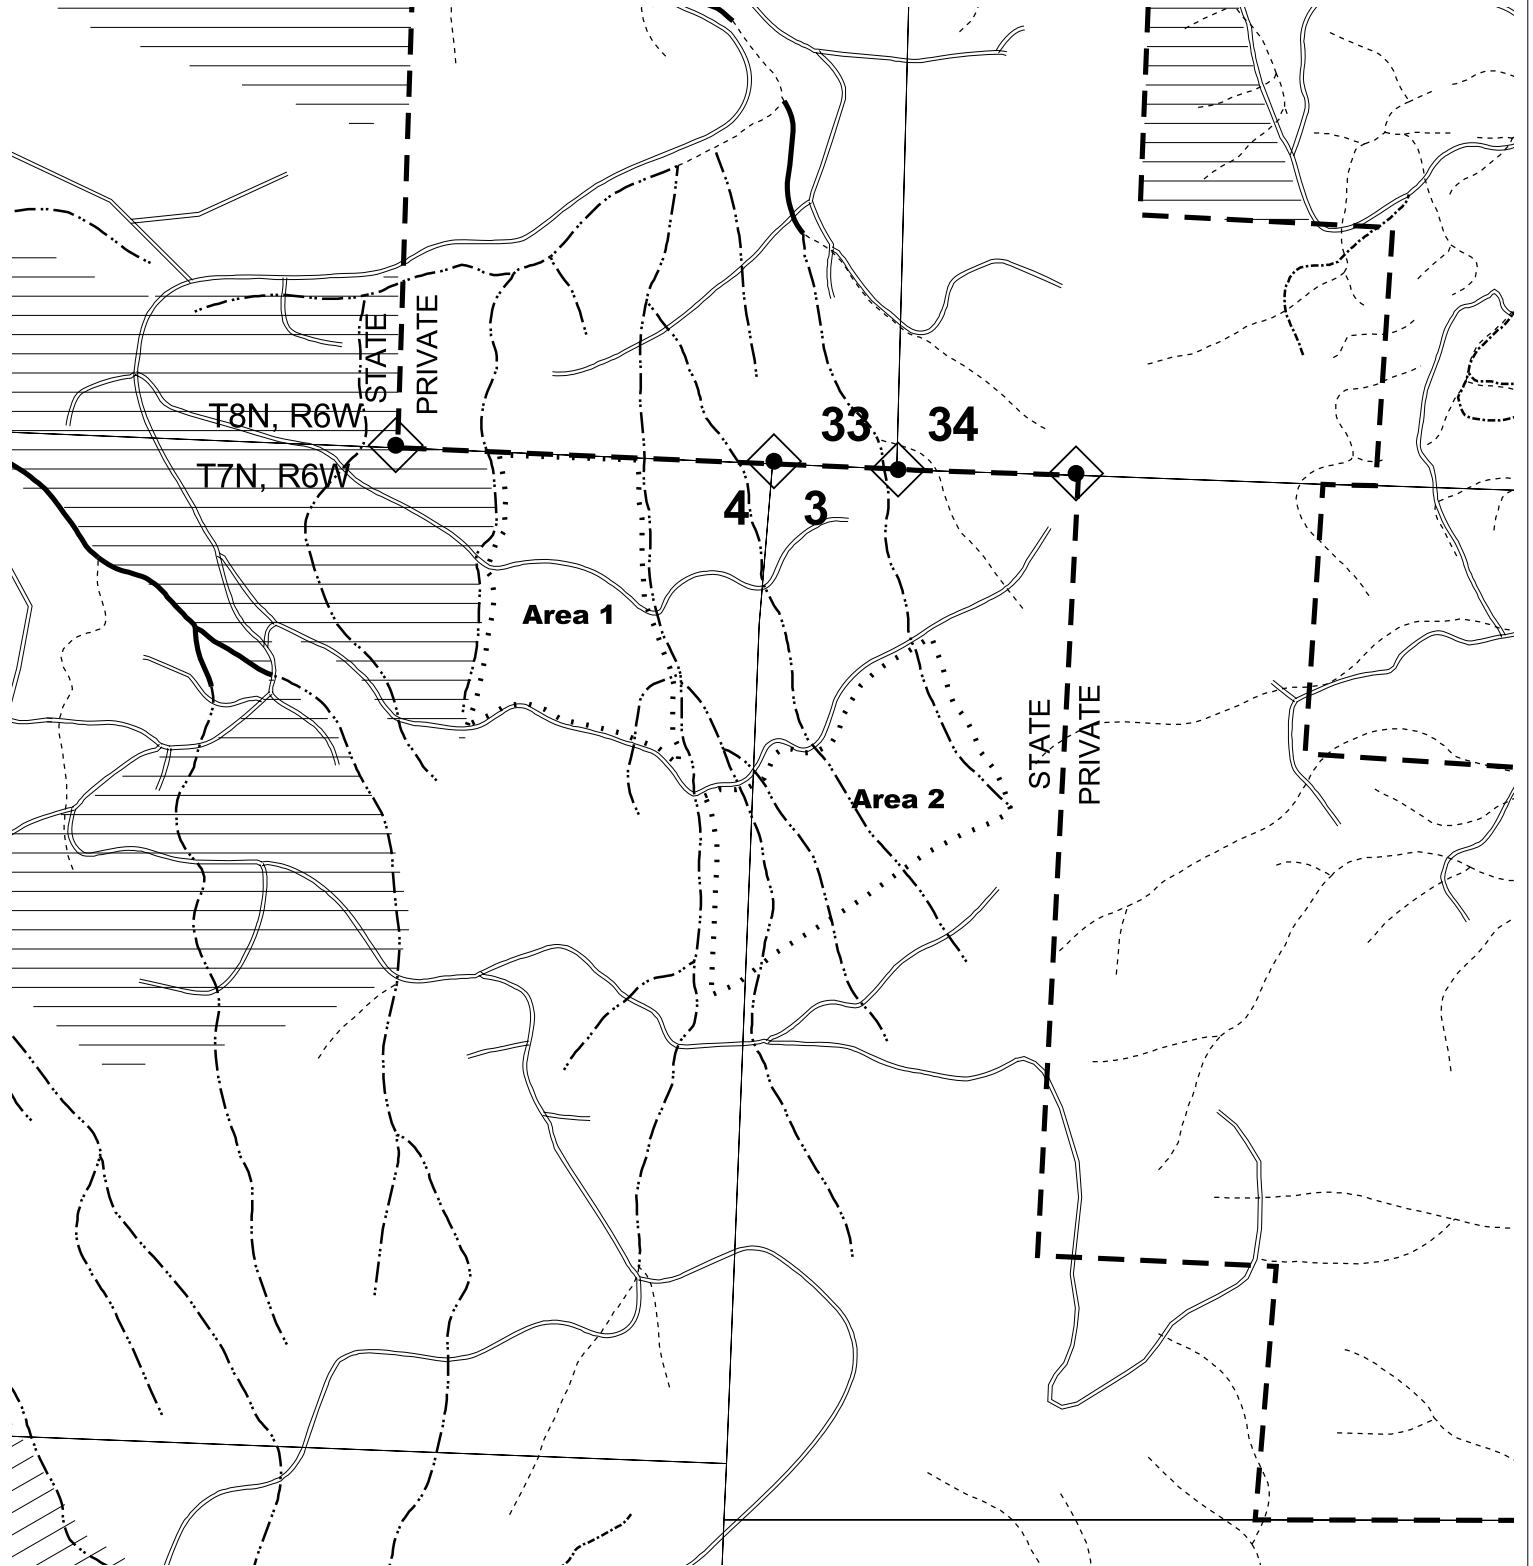 STATE
PRIVATE
T8N, R6W
33 34
T7N, R6W
4 3
Area 1
STATE
PRIVATE
Area 2